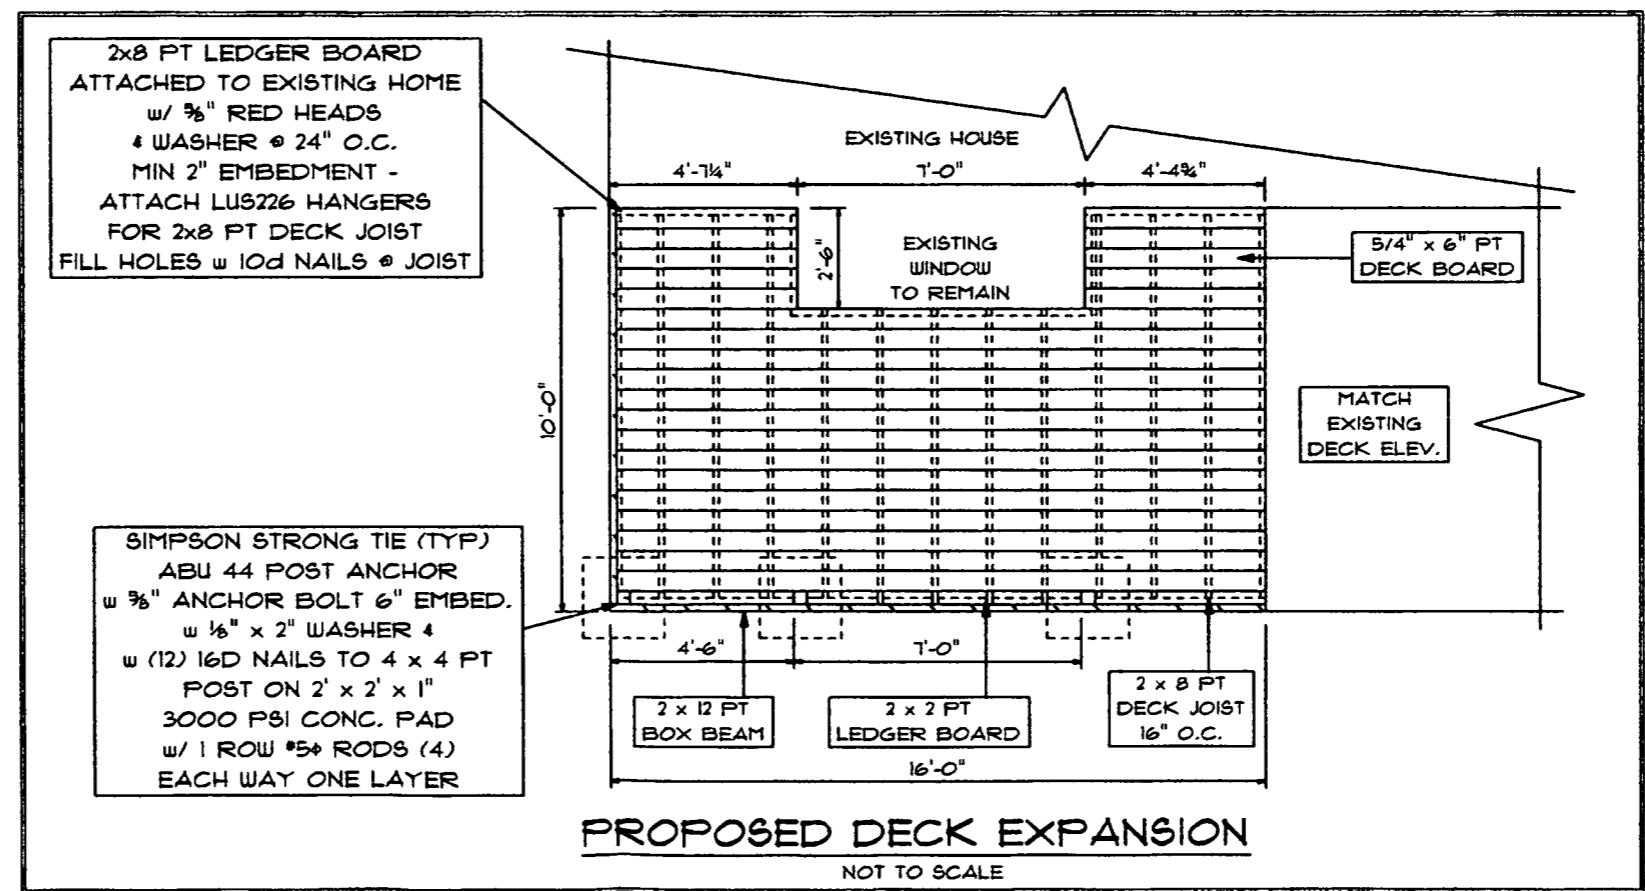 2x8 PT LEDGER BOARD
ATTACHED TO EXISTING HOME
w/ 5/8" RED HEADS
& WASHER @ 24" O.C.
MIN 2" EMBEDMENT -
ATTACH LUS226 HANGERS
FOR 2x8 PT DECK JOIST
FILL HOLES w 10d NAILS @ JOIST
EXISTING HOUSE
4'-7 1/4"
7'-0"
4'-4 3/4"
EXISTING
WINDOW
TO REMAIN
2'-6"
5/4" x 6" PT
DECK BOARD
10'-0"
MATCH
EXISTING
DECK ELEV.
SIMPSON STRONG TIE (TYP)
ABU 44 POST ANCHOR
w 5/8" ANCHOR BOLT 6" EMBED.
w 1/8" x 2" WASHER &
w (12) 16D NAILS TO 4 x 4 PT
POST ON 2' x 2' x 1"
3000 PSI CONC. PAD
w/ 1 ROW #5⌀ RODS (4)
EACH WAY ONE LAYER
4'-6"
7'-0"
2 x 12 PT
BOX BEAM
2 x 2 PT
LEDGER BOARD
2 x 8 PT
DECK JOIST
16" O.C.
16'-0"
PROPOSED DECK EXPANSION
NOT TO SCALE